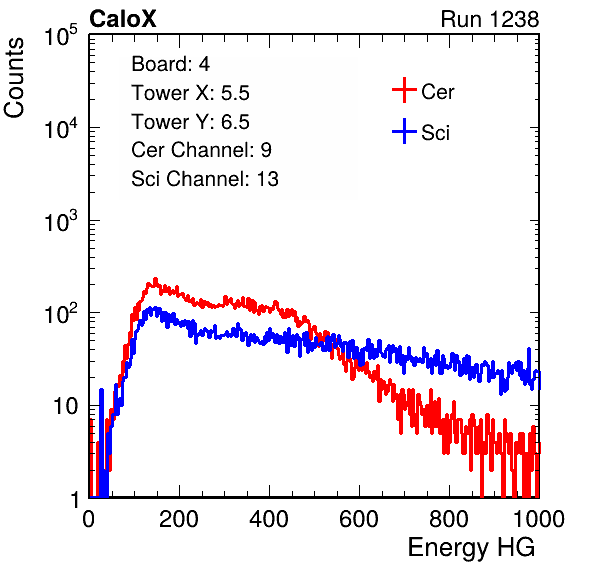 CaloX Run 1238
Counts
10^5
10^4
10^3
10^2
10
1
Board: 4
Tower X: 5.5
Tower Y: 6.5
Cer Channel: 9
Sci Channel: 13
Cer
Sci
0 200 400 600 800 1000
Energy HG